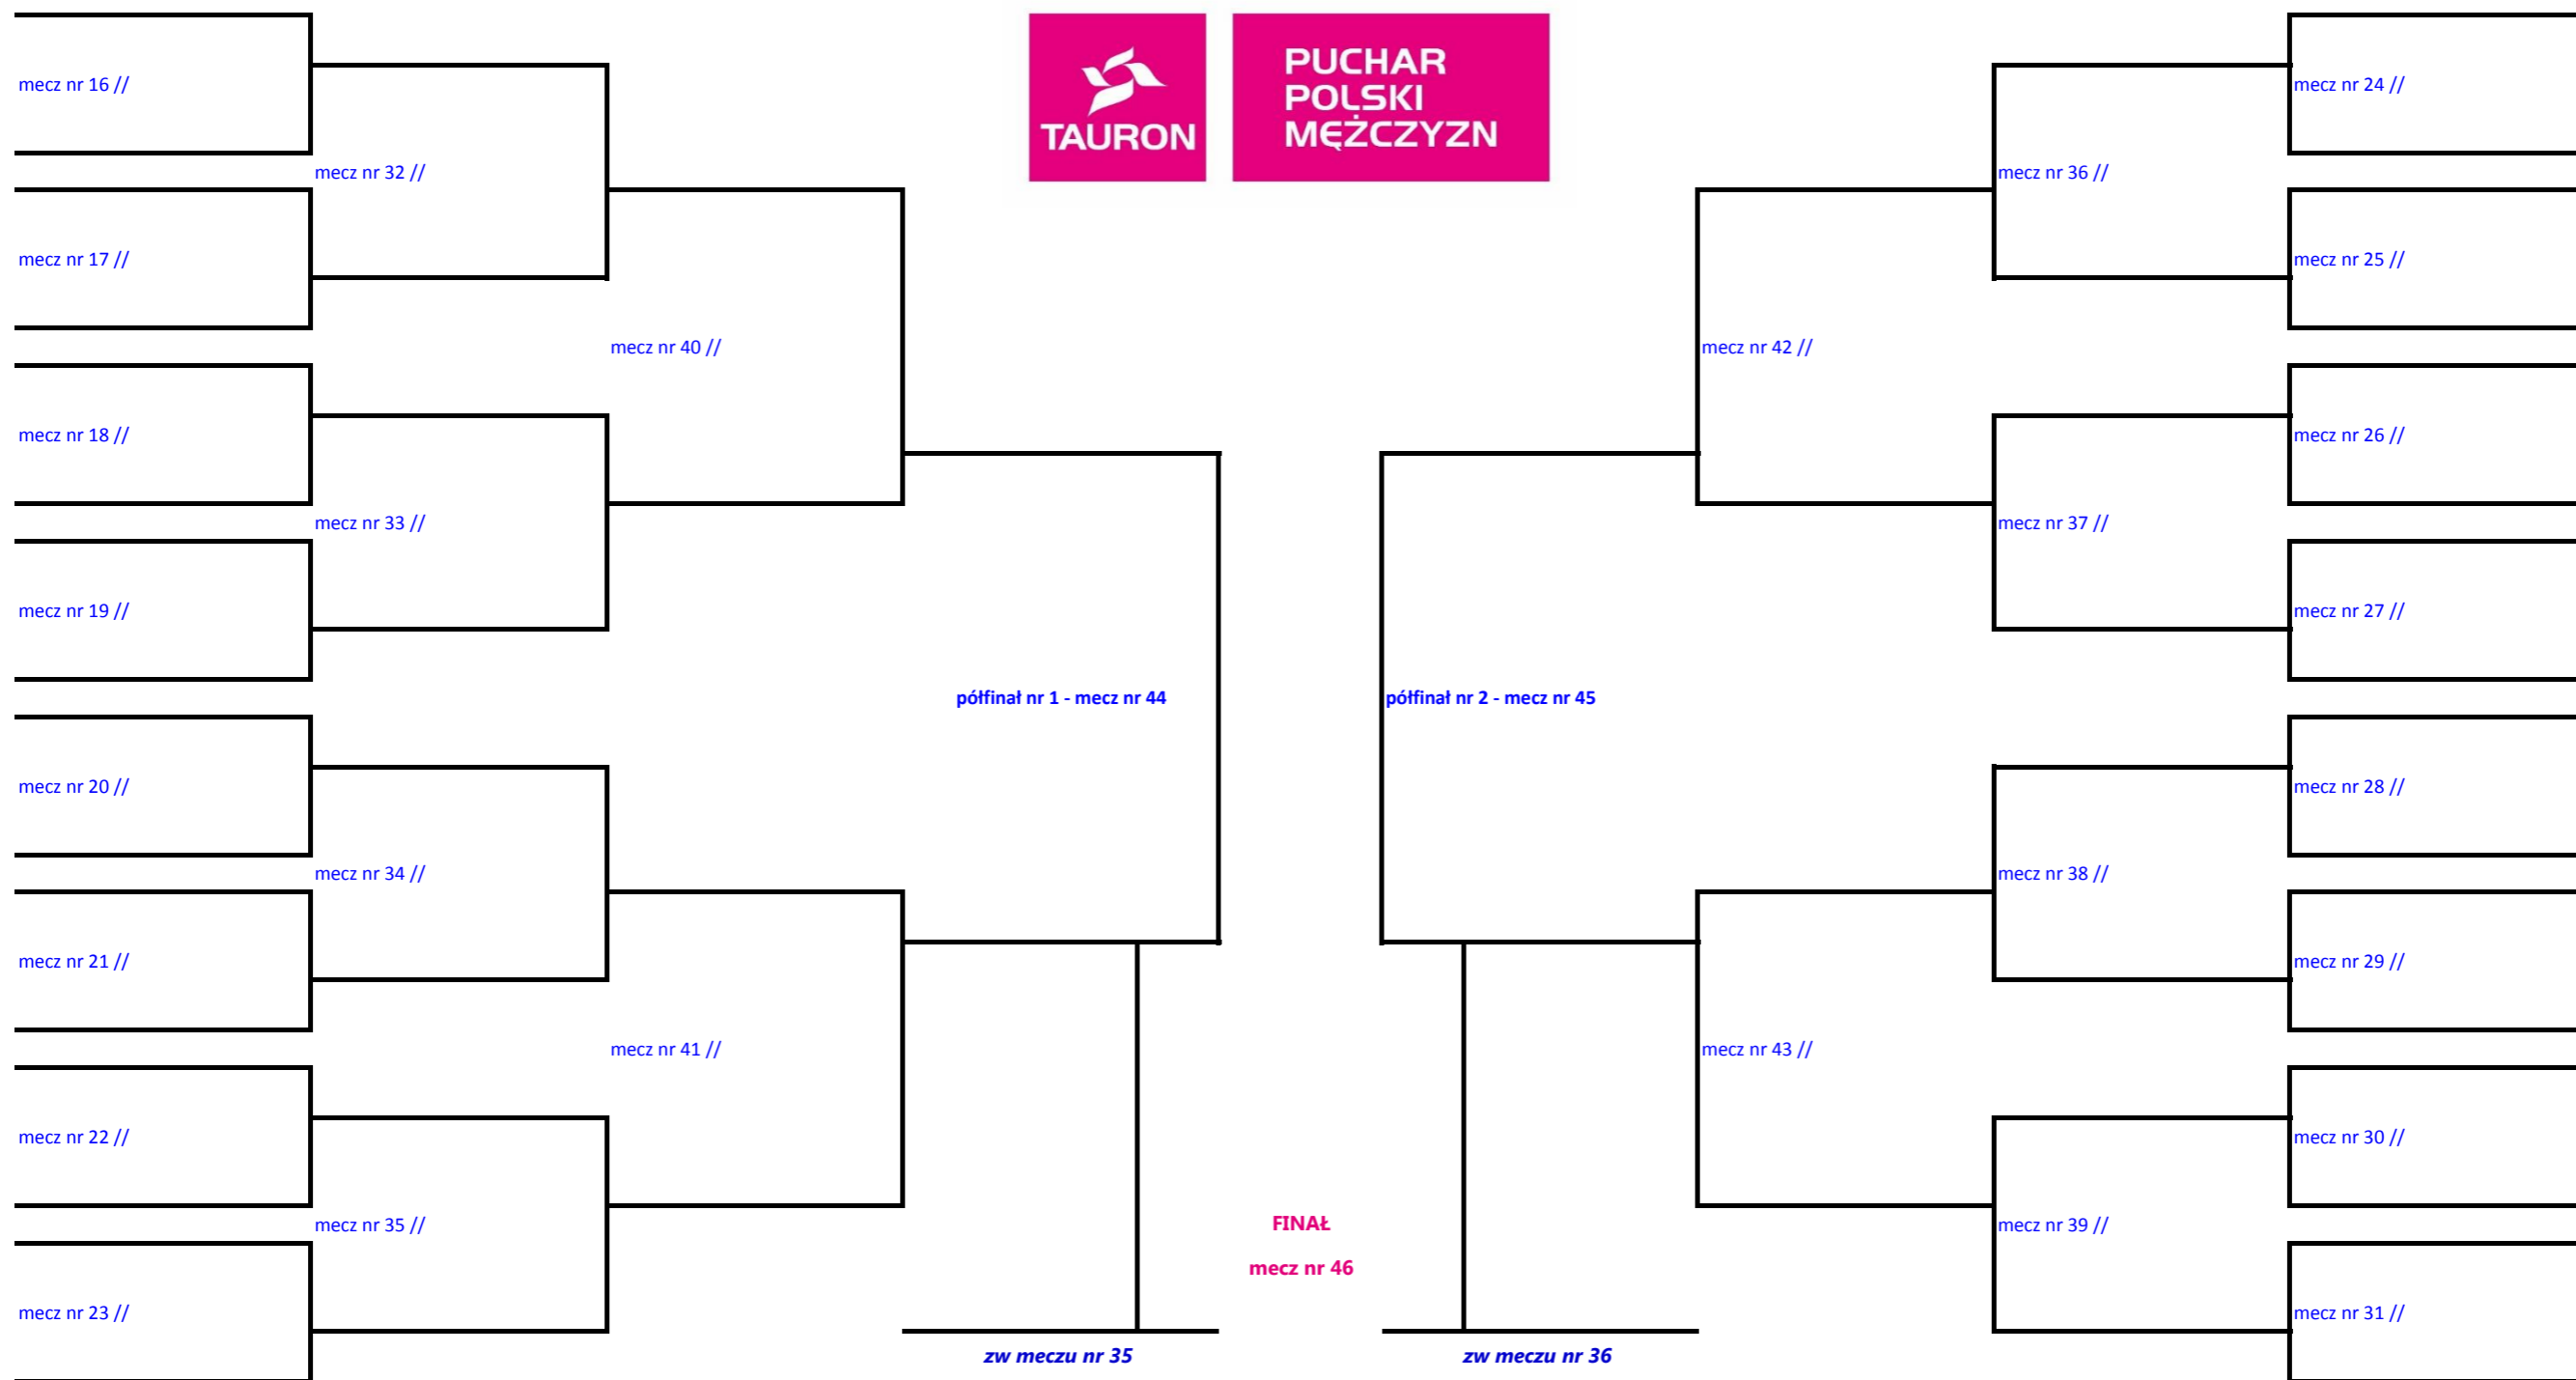 TAURON
PUCHAR
POLSKI
MĘŻCZYZN
mecz nr 16 //
mecz nr 24 //
mecz nr 32 //
mecz nr 36 //
mecz nr 17 //
mecz nr 25 //
mecz nr 40 //
mecz nr 42 //
mecz nr 18 //
mecz nr 26 //
mecz nr 33 //
mecz nr 37 //
mecz nr 19 //
mecz nr 27 //
półfinał nr 1 - mecz nr 44
półfinał nr 2 - mecz nr 45
mecz nr 20 //
mecz nr 28 //
mecz nr 34 //
mecz nr 38 //
mecz nr 21 //
mecz nr 29 //
mecz nr 41 //
mecz nr 43 //
mecz nr 22 //
mecz nr 30 //
mecz nr 35 //
FINAŁ
mecz nr 39 //
mecz nr 46
mecz nr 23 //
mecz nr 31 //
zw meczu nr 35
zw meczu nr 36